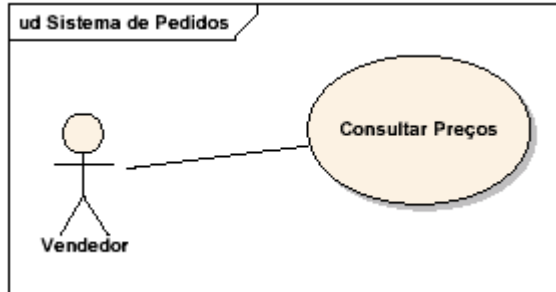 ud Sistema de Pedidos
Consultar Preços
Vendedor